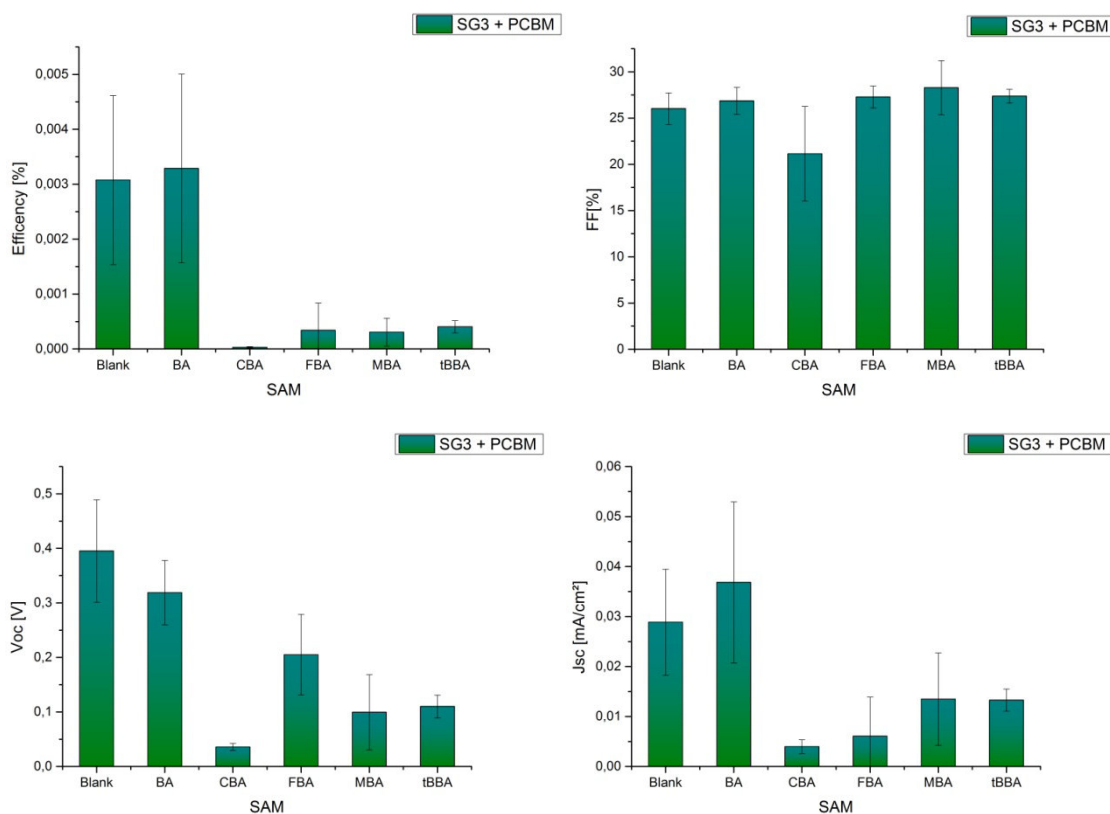 SG3 + PCBM
0,005
0,004
0,003
0,002
0,001
0,000
Efficency [%]
Blank BA CBA FBA MBA tBBA
SAM
SG3 + PCBM
30
25
20
15
10
5
0
FF[%]
Blank BA CBA FBA MBA tBBA
SAM
SG3 + PCBM
0,5
0,4
0,3
0,2
0,1
0,0
Voc [V]
Blank BA CBA FBA MBA tBBA
SAM
SG3 + PCBM
0,06
0,05
0,04
0,03
0,02
0,01
0,00
Jsc [mA/cm²]
Blank BA CBA FBA MBA tBBA
SAM